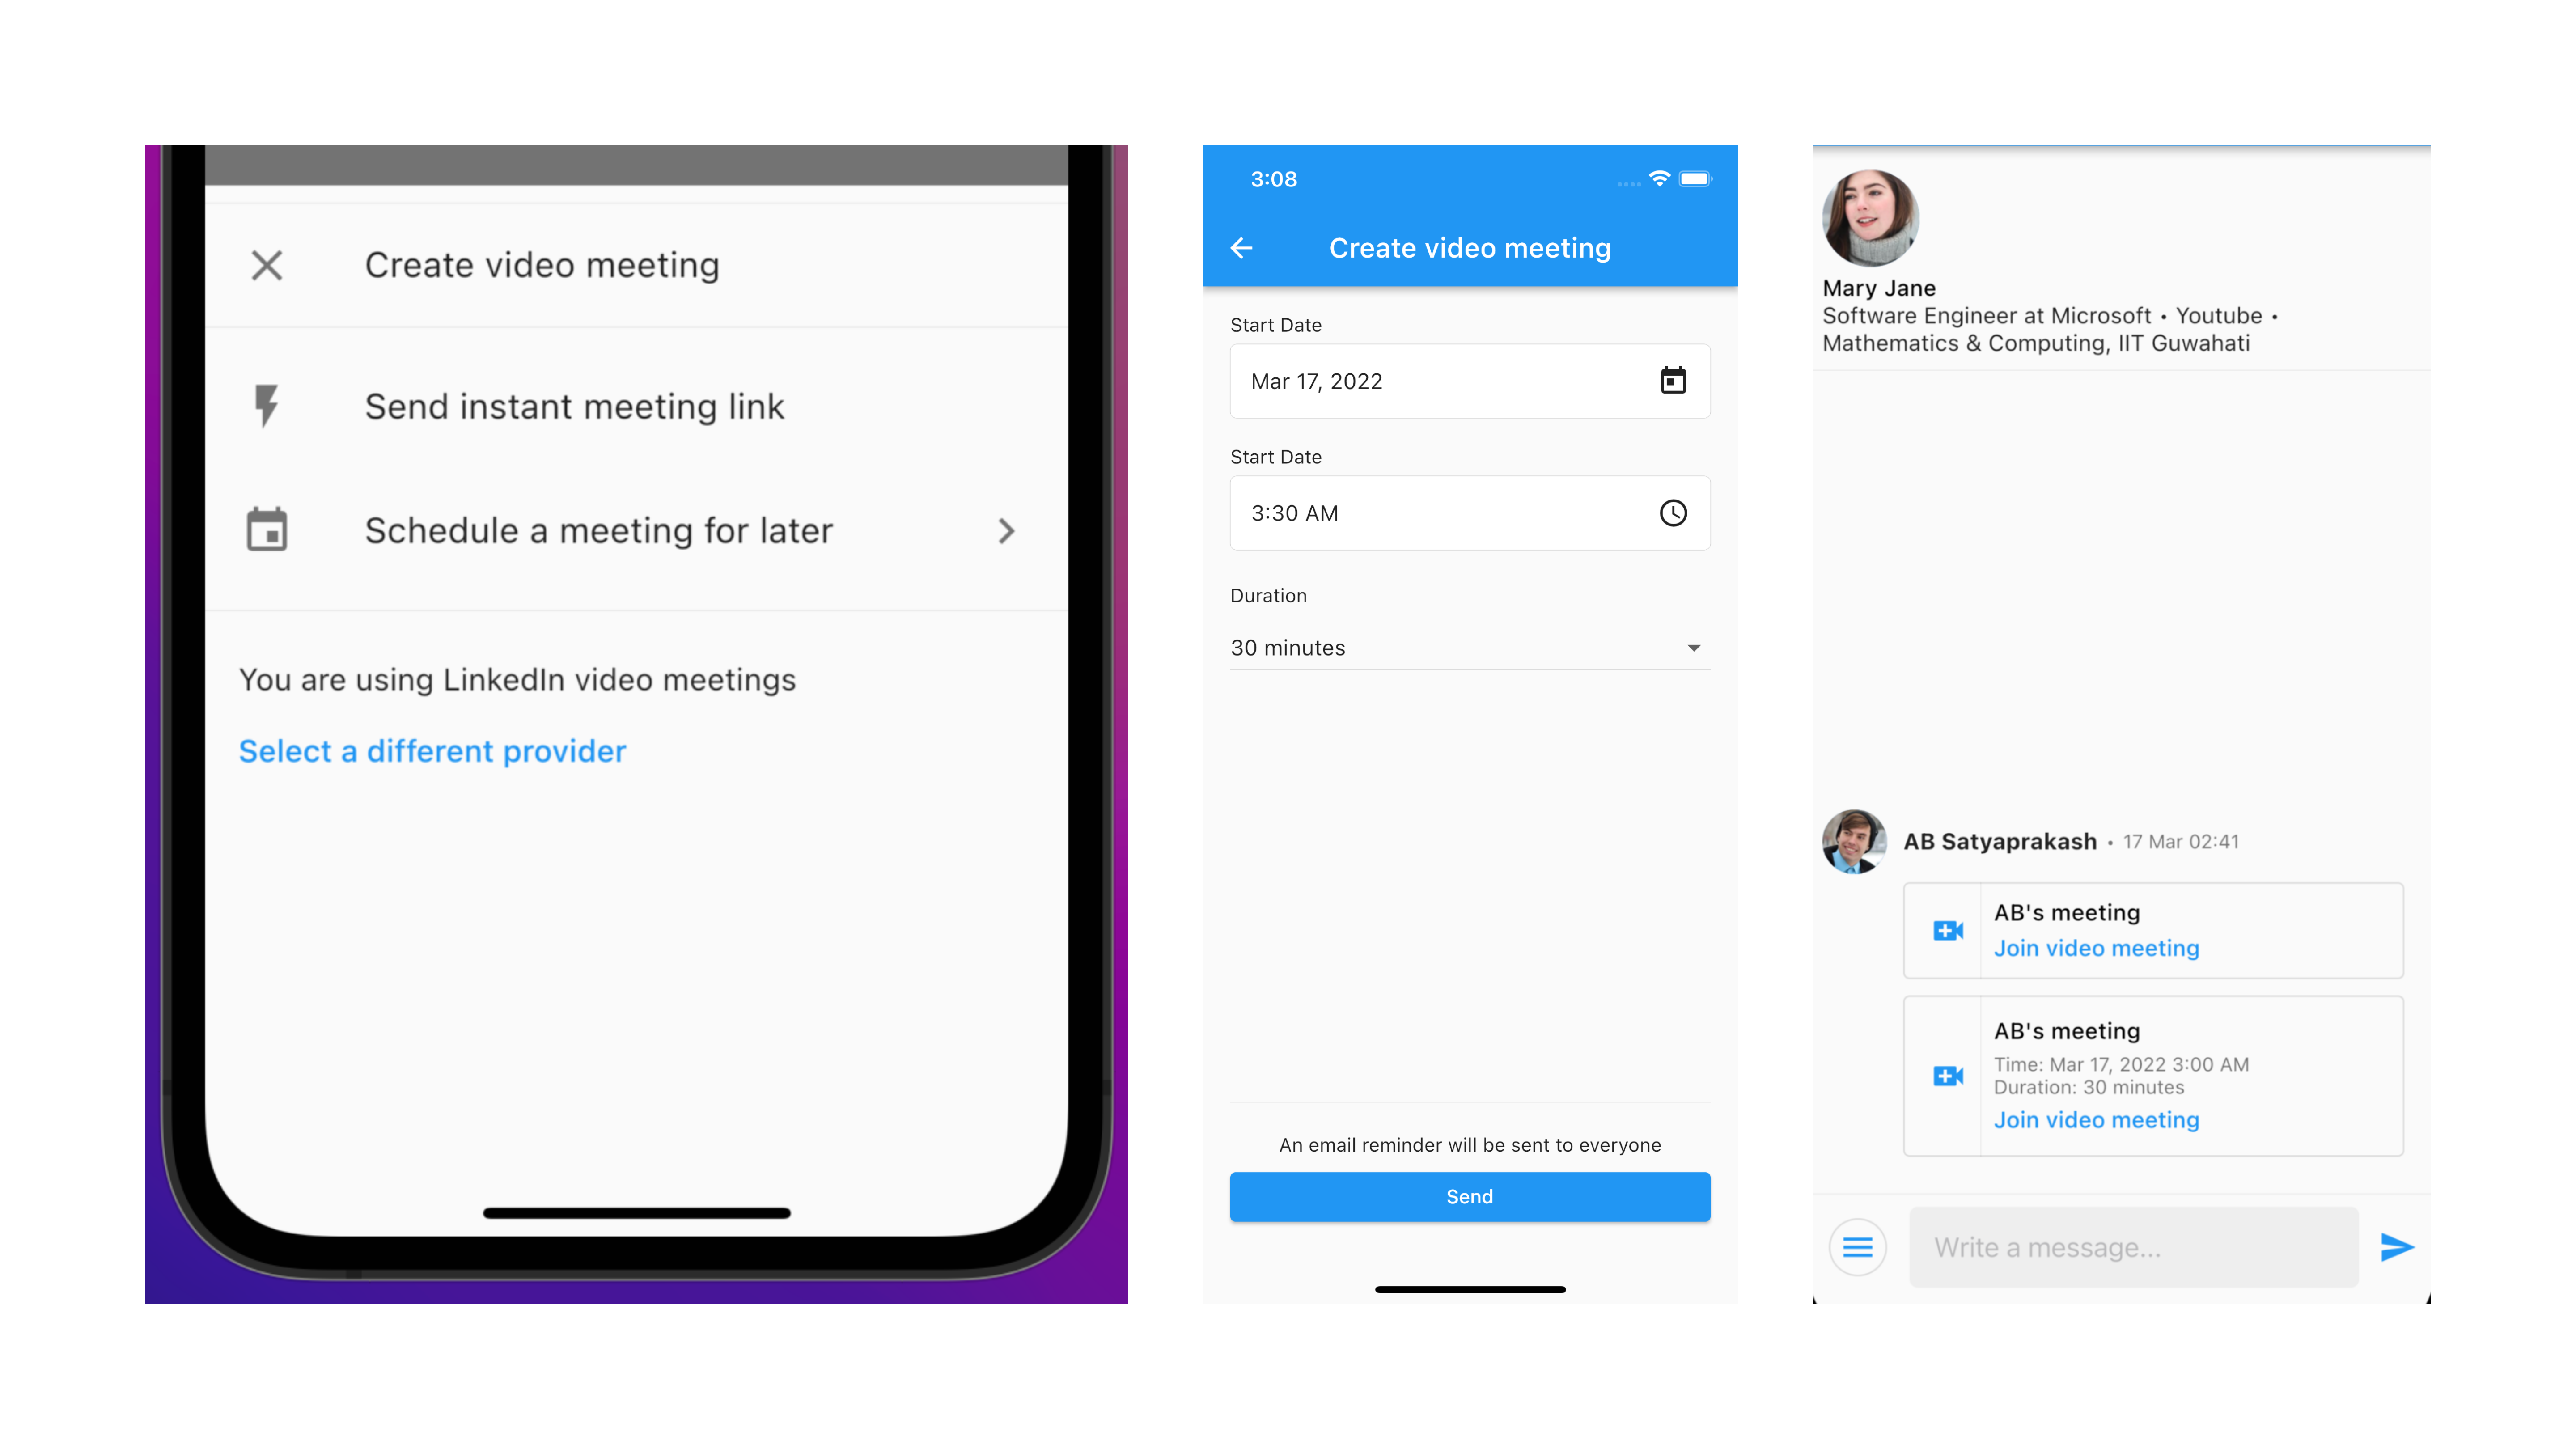 Create video meeting
Send instant meeting link
Schedule a meeting for later
You are using LinkedIn video meetings
Select a different provider
3:08
Create video meeting
Start Date
Mar 17, 2022
Start Date
3:30 AM
Duration
30 minutes
An email reminder will be sent to everyone
Send
Mary Jane
Software Engineer at Microsoft • Youtube •
Mathematics & Computing, IIT Guwahati
AB Satyaprakash • 17 Mar 02:41
AB's meeting
Join video meeting
AB's meeting
Time: Mar 17, 2022 3:00 AM
Duration: 30 minutes
Join video meeting
Write a message...